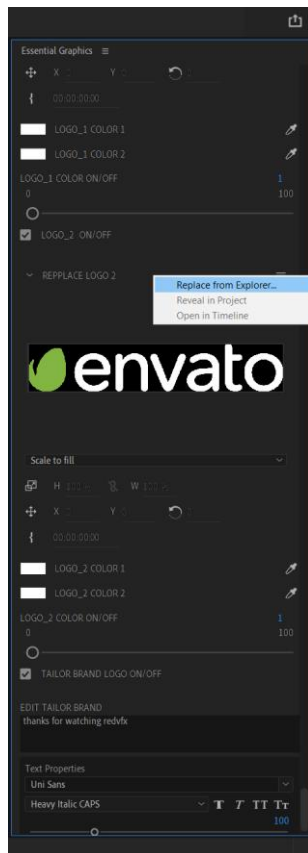 Essential Graphics
X Y
00;00;00;00
LOGO_1 COLOR 1
LOGO_1 COLOR 2
LOGO_1 COLOR ON/OFF 1
0 100
LOGO_2 ON/OFF
REPPLACE LOGO 2
Replace from Explorer...
Reveal in Project
Open in Timeline
envato
Scale to fill
H 100 W 100
X Y
00;00;00;00
LOGO_2 COLOR 1
LOGO_2 COLOR 2
LOGO_2 COLOR ON/OFF 1
0 100
TAILOR BRAND LOGO ON/OFF
EDIT TAILOR BRAND
thanks for watching redvfx
Text Properties
Uni Sans
Heavy Italic CAPS T T TT Tт
100